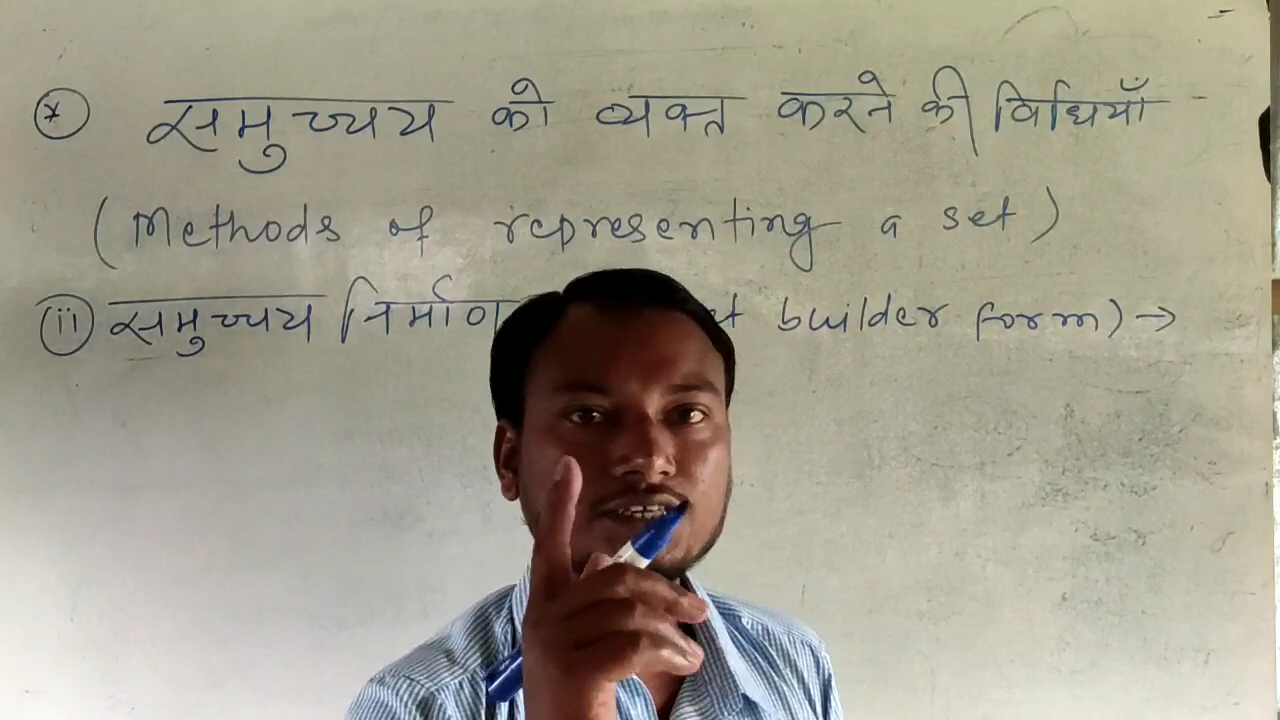 * समुच्चय को व्यक्त करने की विधियाँ
(Methods of representing a set)
ii समुच्चय निर्माण builder form) →